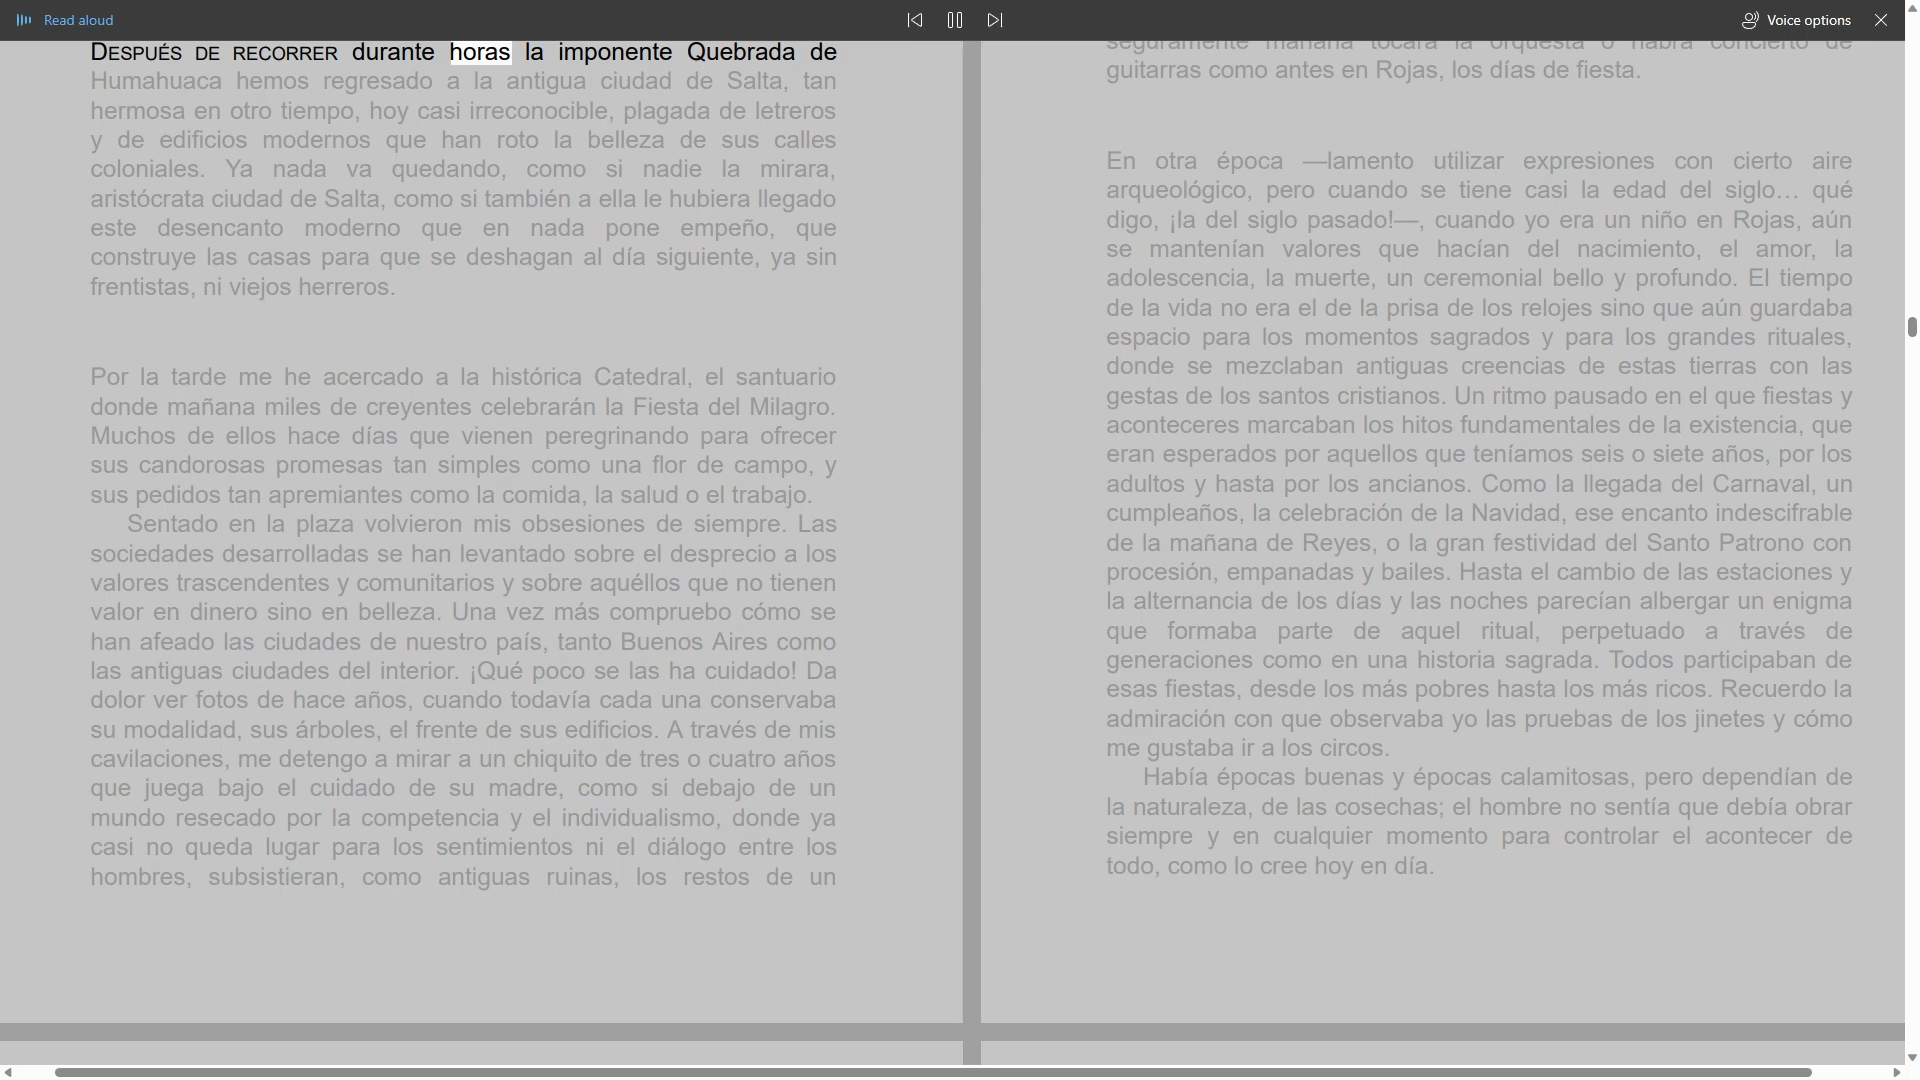 Read aloud
Voice options
DESPUÉS DE RECORRER durante horas la imponente Quebrada de
Humahuaca hemos regresado a la antigua ciudad de Salta, tan
hermosa en otro tiempo, hoy casi irreconocible, plagada de letreros
y de edificios modernos que han roto la belleza de sus calles
coloniales. Ya nada va quedando, como si nadie la mirara,
aristócrata ciudad de Salta, como si también a ella le hubiera llegado
este desencanto moderno que en nada pone empeño, que
construye las casas para que se deshagan al día siguiente, ya sin
frentistas, ni viejos herreros.
Por la tarde me he acercado a la histórica Catedral, el santuario
donde mañana miles de creyentes celebrarán la Fiesta del Milagro.
Muchos de ellos hace días que vienen peregrinando para ofrecer
sus candorosas promesas tan simples como una flor de campo, y
sus pedidos tan apremiantes como la comida, la salud o el trabajo.
Sentado en la plaza volvieron mis obsesiones de siempre. Las
sociedades desarrolladas se han levantado sobre el desprecio a los
valores trascendentes y comunitarios y sobre aquéllos que no tienen
valor en dinero sino en belleza. Una vez más compruebo cómo se
han afeado las ciudades de nuestro país, tanto Buenos Aires como
las antiguas ciudades del interior. ¡Qué poco se las ha cuidado! Da
dolor ver fotos de hace años, cuando todavía cada una conservaba
su modalidad, sus árboles, el frente de sus edificios. A través de mis
cavilaciones, me detengo a mirar a un chiquito de tres o cuatro años
que juega bajo el cuidado de su madre, como si debajo de un
mundo resecado por la competencia y el individualismo, donde ya
casi no queda lugar para los sentimientos ni el diálogo entre los
hombres, subsistieran, como antiguas ruinas, los restos de un
seguramente mañana tocará la orquesta o habrá concierto de
guitarras como antes en Rojas, los días de fiesta.
En otra época —lamento utilizar expresiones con cierto aire
arqueológico, pero cuando se tiene casi la edad del siglo… qué
digo, ¡la del siglo pasado!—, cuando yo era un niño en Rojas, aún
se mantenían valores que hacían del nacimiento, el amor, la
adolescencia, la muerte, un ceremonial bello y profundo. El tiempo
de la vida no era el de la prisa de los relojes sino que aún guardaba
espacio para los momentos sagrados y para los grandes rituales,
donde se mezclaban antiguas creencias de estas tierras con las
gestas de los santos cristianos. Un ritmo pausado en el que fiestas y
aconteceres marcaban los hitos fundamentales de la existencia, que
eran esperados por aquellos que teníamos seis o siete años, por los
adultos y hasta por los ancianos. Como la llegada del Carnaval, un
cumpleaños, la celebración de la Navidad, ese encanto indescifrable
de la mañana de Reyes, o la gran festividad del Santo Patrono con
procesión, empanadas y bailes. Hasta el cambio de las estaciones y
la alternancia de los días y las noches parecían albergar un enigma
que formaba parte de aquel ritual, perpetuado a través de
generaciones como en una historia sagrada. Todos participaban de
esas fiestas, desde los más pobres hasta los más ricos. Recuerdo la
admiración con que observaba yo las pruebas de los jinetes y cómo
me gustaba ir a los circos.
Había épocas buenas y épocas calamitosas, pero dependían de
la naturaleza, de las cosechas; el hombre no sentía que debía obrar
siempre y en cualquier momento para controlar el acontecer de
todo, como lo cree hoy en día.